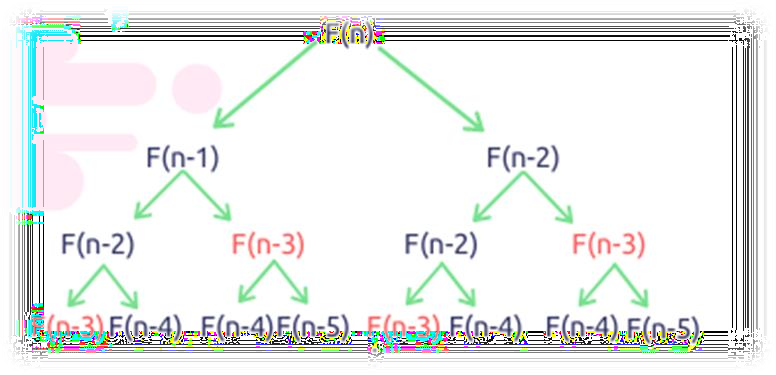 F(n)
F(n-1) F(n-2)
F(n-2) F(n-3) F(n-2) F(n-3)
F(n-3) F(n-4) F(n-4) F(n-5) F(n-3) F(n-4) F(n-4) F(n-5)